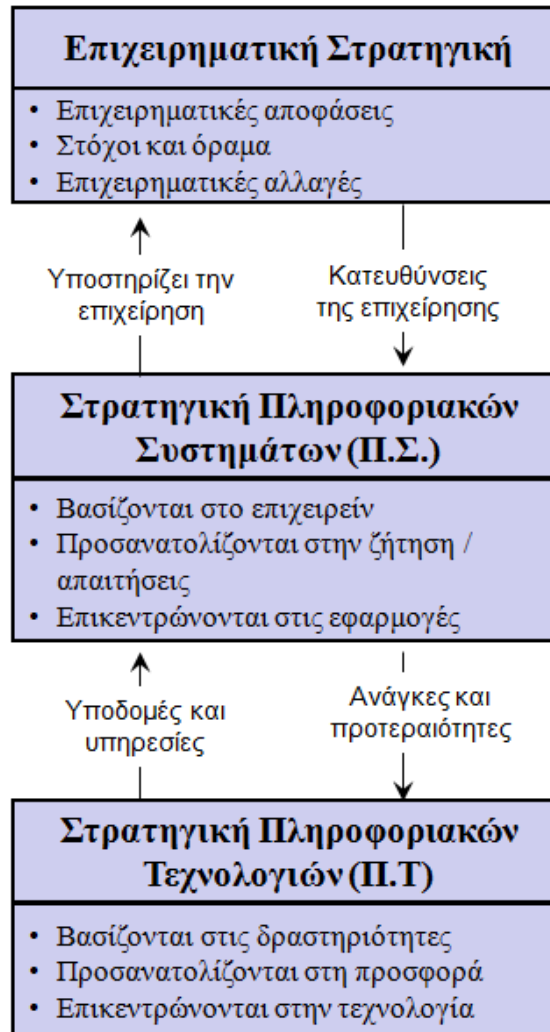 Επιχειρηματική Στρατηγική
• Επιχειρηματικές αποφάσεις
• Στόχοι και όραμα
• Επιχειρηματικές αλλαγές
Υποστηρίζει την
επιχείρηση
Κατευθύνσεις
της επιχείρησης
Στρατηγική Πληροφοριακών
Συστημάτων (Π.Σ.)
• Βασίζονται στο επιχειρείν
• Προσανατολίζονται στην ζήτηση /
απαιτήσεις
• Επικεντρώνονται στις εφαρμογές
Υποδομές και
υπηρεσίες
Ανάγκες και
προτεραιότητες
Στρατηγική Πληροφοριακών
Τεχνολογιών (Π.Τ)
• Βασίζονται στις δραστηριότητες
• Προσανατολίζονται στη προσφορά
• Επικεντρώνονται στην τεχνολογία